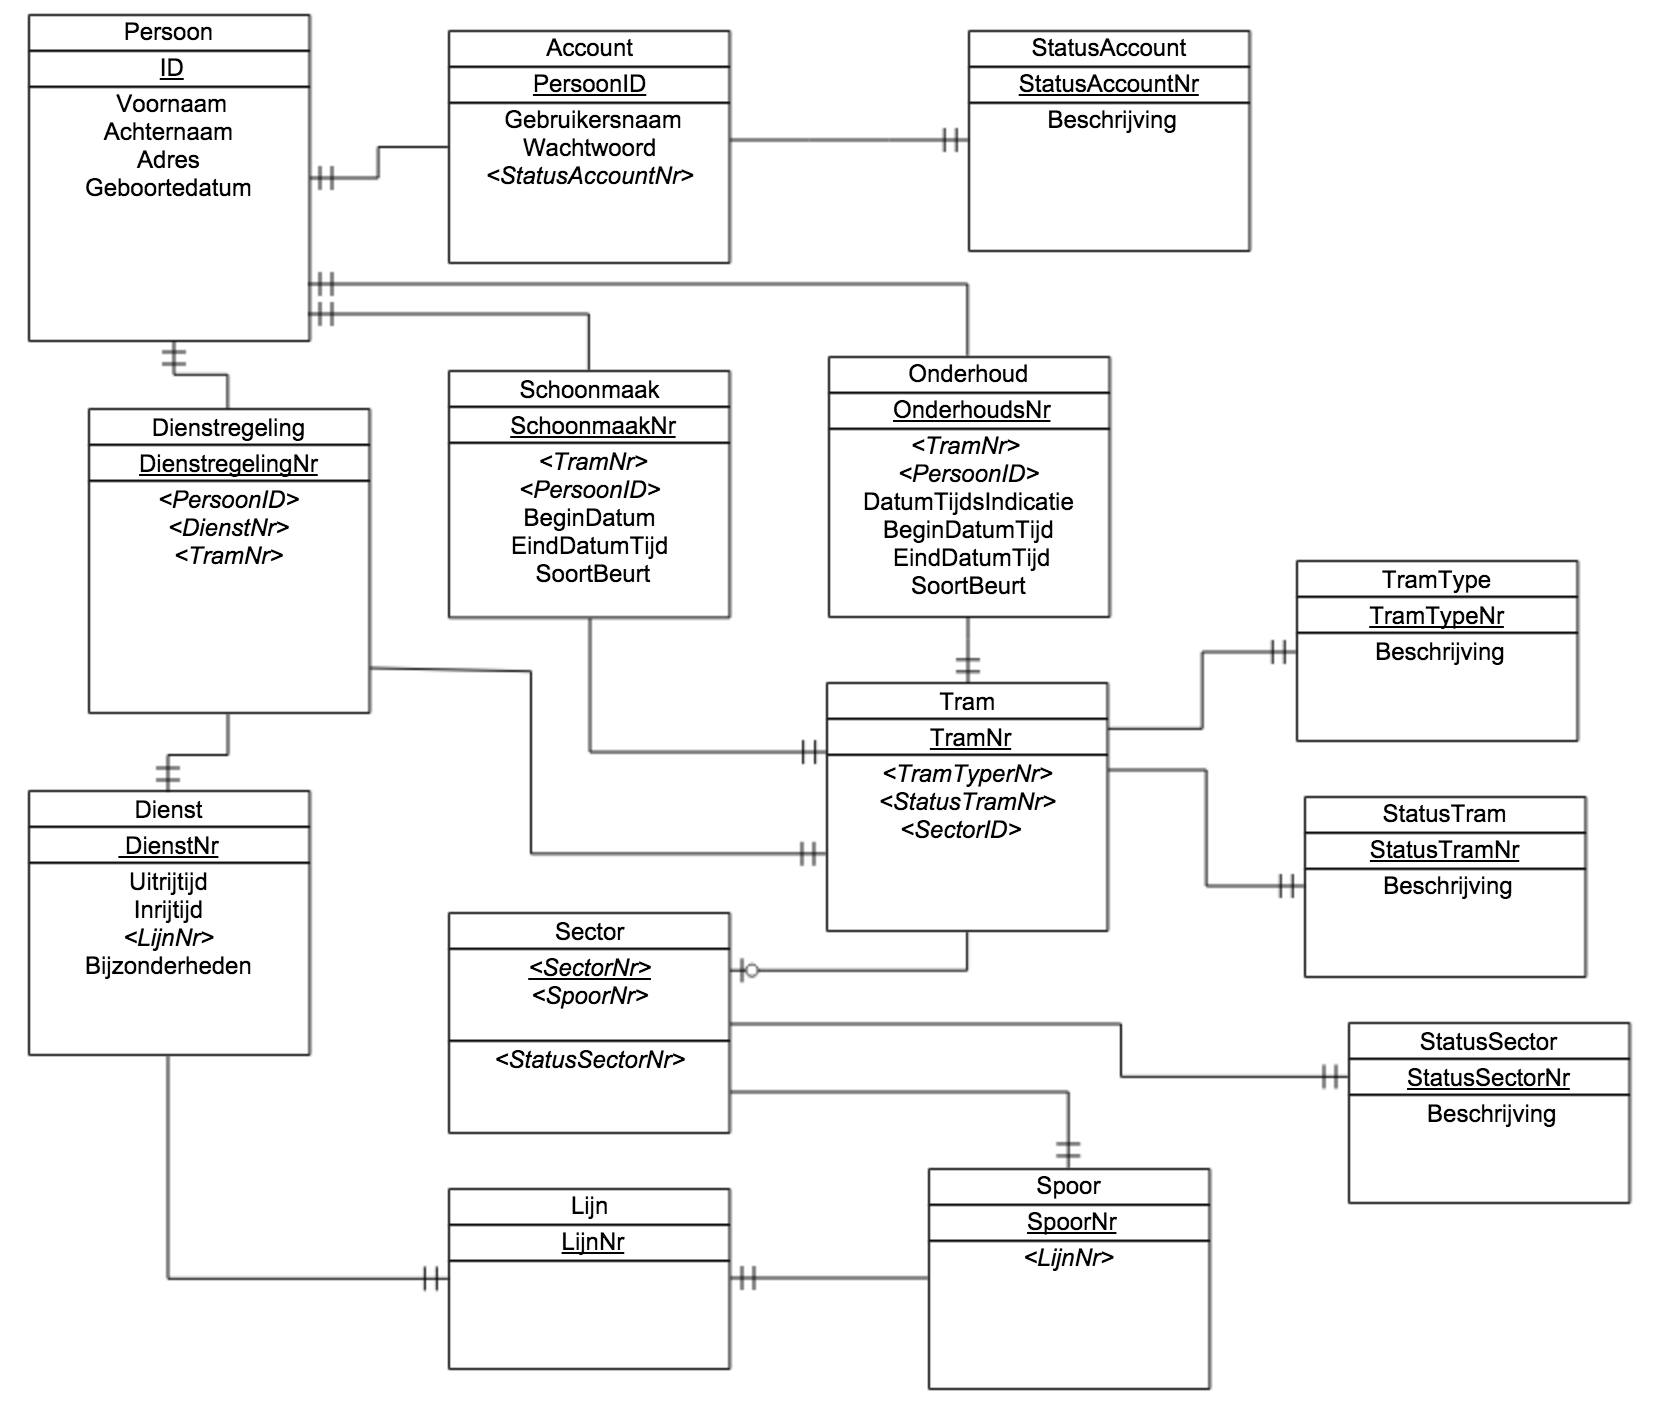 Persoon
ID
Voornaam
Achternaam
Adres
Geboortedatum
Account
PersoonID
Gebruikersnaam
Wachtwoord
<StatusAccountNr>
StatusAccount
StatusAccountNr
Beschrijving
Dienstregeling
DienstregelingNr
<PersoonID>
<DienstNr>
<TramNr>
Schoonmaak
SchoonmaakNr
<TramNr>
<PersoonID>
BeginDatum
EindDatumTijd
SoortBeurt
Onderhoud
OnderhoudsNr
<TramNr>
<PersoonID>
DatumTijdsIndicatie
BeginDatumTijd
EindDatumTijd
SoortBeurt
TramType
TramTypeNr
Beschrijving
Tram
TramNr
<TramTyperNr>
<StatusTramNr>
<SectorID>
StatusTram
StatusTramNr
Beschrijving
Dienst
DienstNr
Uitrijtijd
Inrijtijd
<LijnNr>
Bijzonderheden
Sector
<SectorNr>
<SpoorNr>
<StatusSectorNr>
StatusSector
StatusSectorNr
Beschrijving
Lijn
LijnNr
Spoor
SpoorNr
<LijnNr>